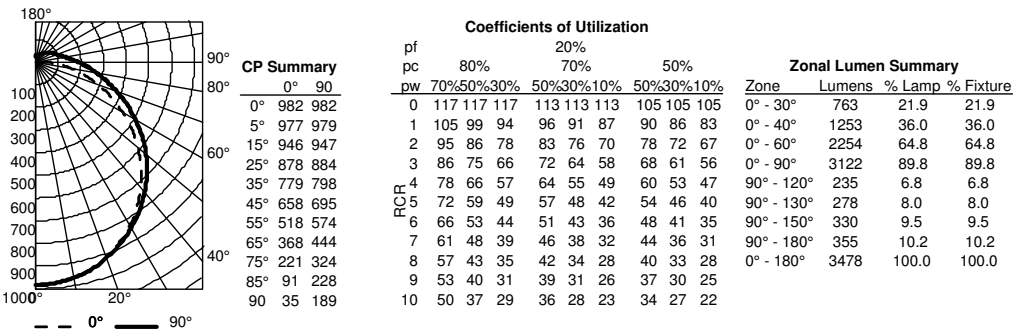 180°
90°
80°
60°
40°
20°
100
200
300
400
500
600
700
800
900
1000
0°
0° 90°
CP Summary
0° 90
0° 982 982
5° 977 979
15° 946 947
25° 878 884
35° 779 798
45° 658 695
55° 518 574
65° 368 444
75° 221 324
85° 91 228
90 35 189
Coefficients of Utilization
pf 20%
pc 80% 70% 50%
pw 70%50%30% 50%30%10% 50%30%10%
RCR
0 117 117 117 113 113 113 105 105 105
1 105 99 94 96 91 87 90 86 83
2 95 86 78 83 76 70 78 72 67
3 86 75 66 72 64 58 68 61 56
4 78 66 57 64 55 49 60 53 47
5 72 59 49 57 48 42 54 46 40
6 66 53 44 51 43 36 48 41 35
7 61 48 39 46 38 32 44 36 31
8 57 43 35 42 34 28 40 33 28
9 53 40 31 39 31 26 37 30 25
10 50 37 29 36 28 23 34 27 22
Zonal Lumen Summary
Zone Lumens % Lamp % Fixture
0° - 30° 763 21.9 21.9
0° - 40° 1253 36.0 36.0
0° - 60° 2254 64.8 64.8
0° - 90° 3122 89.8 89.8
90° - 120° 235 6.8 6.8
90° - 130° 278 8.0 8.0
90° - 150° 330 9.5 9.5
90° - 180° 355 10.2 10.2
0° - 180° 3478 100.0 100.0